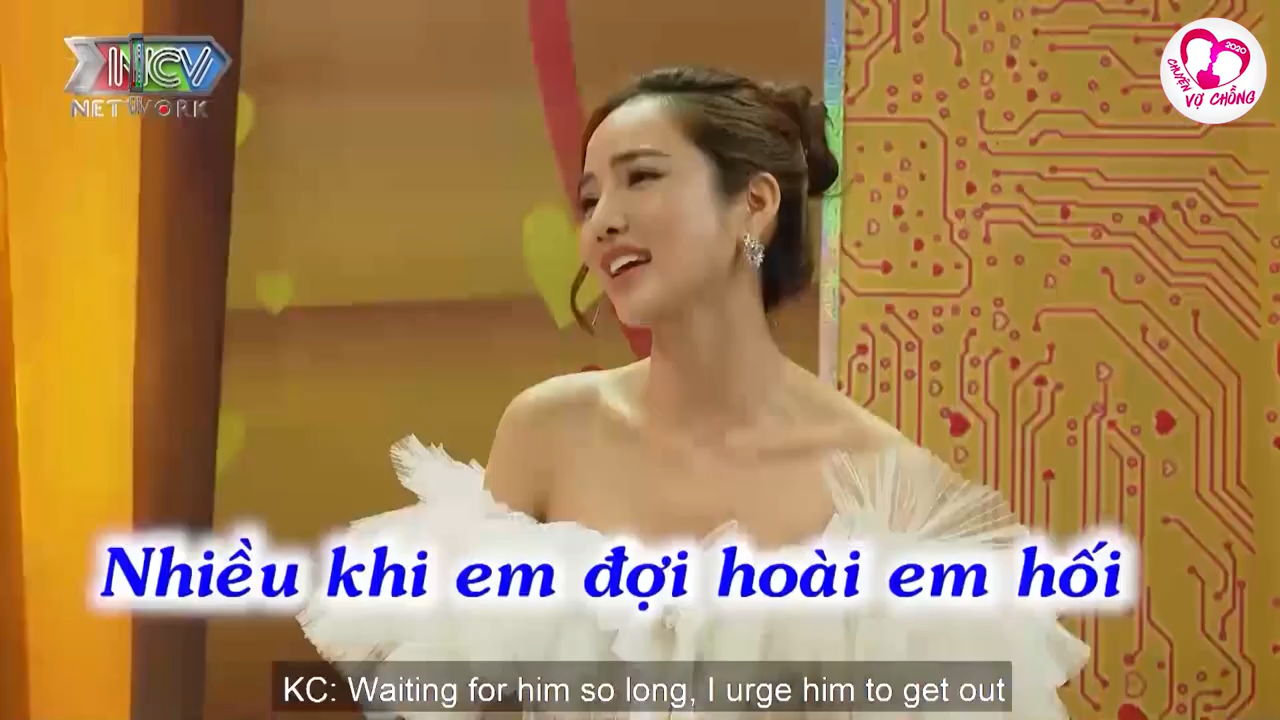 MCV
NETWORK
2020
CHUYỆN
VỢ CHỒNG
Nhiều khi em đợi hoài em hối
KC: Waiting for him so long, I urge him to get out